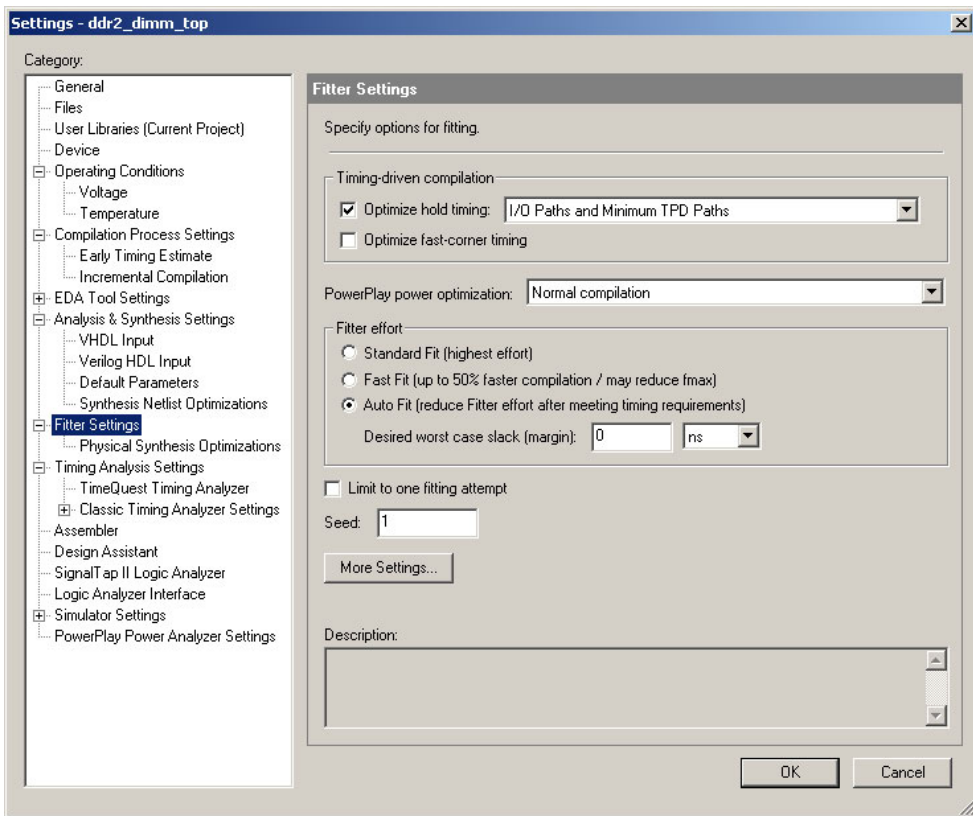 Settings - ddr2_dimm_top
Category:
General
Files
User Libraries (Current Project)
Device
Operating Conditions
Voltage
Temperature
Compilation Process Settings
Early Timing Estimate
Incremental Compilation
EDA Tool Settings
Analysis & Synthesis Settings
VHDL Input
Verilog HDL Input
Default Parameters
Synthesis Netlist Optimizations
Fitter Settings
Physical Synthesis Optimizations
Timing Analysis Settings
TimeQuest Timing Analyzer
Classic Timing Analyzer Settings
Assembler
Design Assistant
SignalTap II Logic Analyzer
Logic Analyzer Interface
Simulator Settings
PowerPlay Power Analyzer Settings
Fitter Settings
Specify options for fitting.
Timing-driven compilation
Optimize hold timing: I/O Paths and Minimum TPD Paths
Optimize fast-corner timing
PowerPlay power optimization: Normal compilation
Fitter effort
Standard Fit (highest effort)
Fast Fit (up to 50% faster compilation / may reduce fmax)
Auto Fit (reduce Fitter effort after meeting timing requirements)
Desired worst case slack (margin): 0 ns
Limit to one fitting attempt
Seed: 1
More Settings...
Description:
OK Cancel